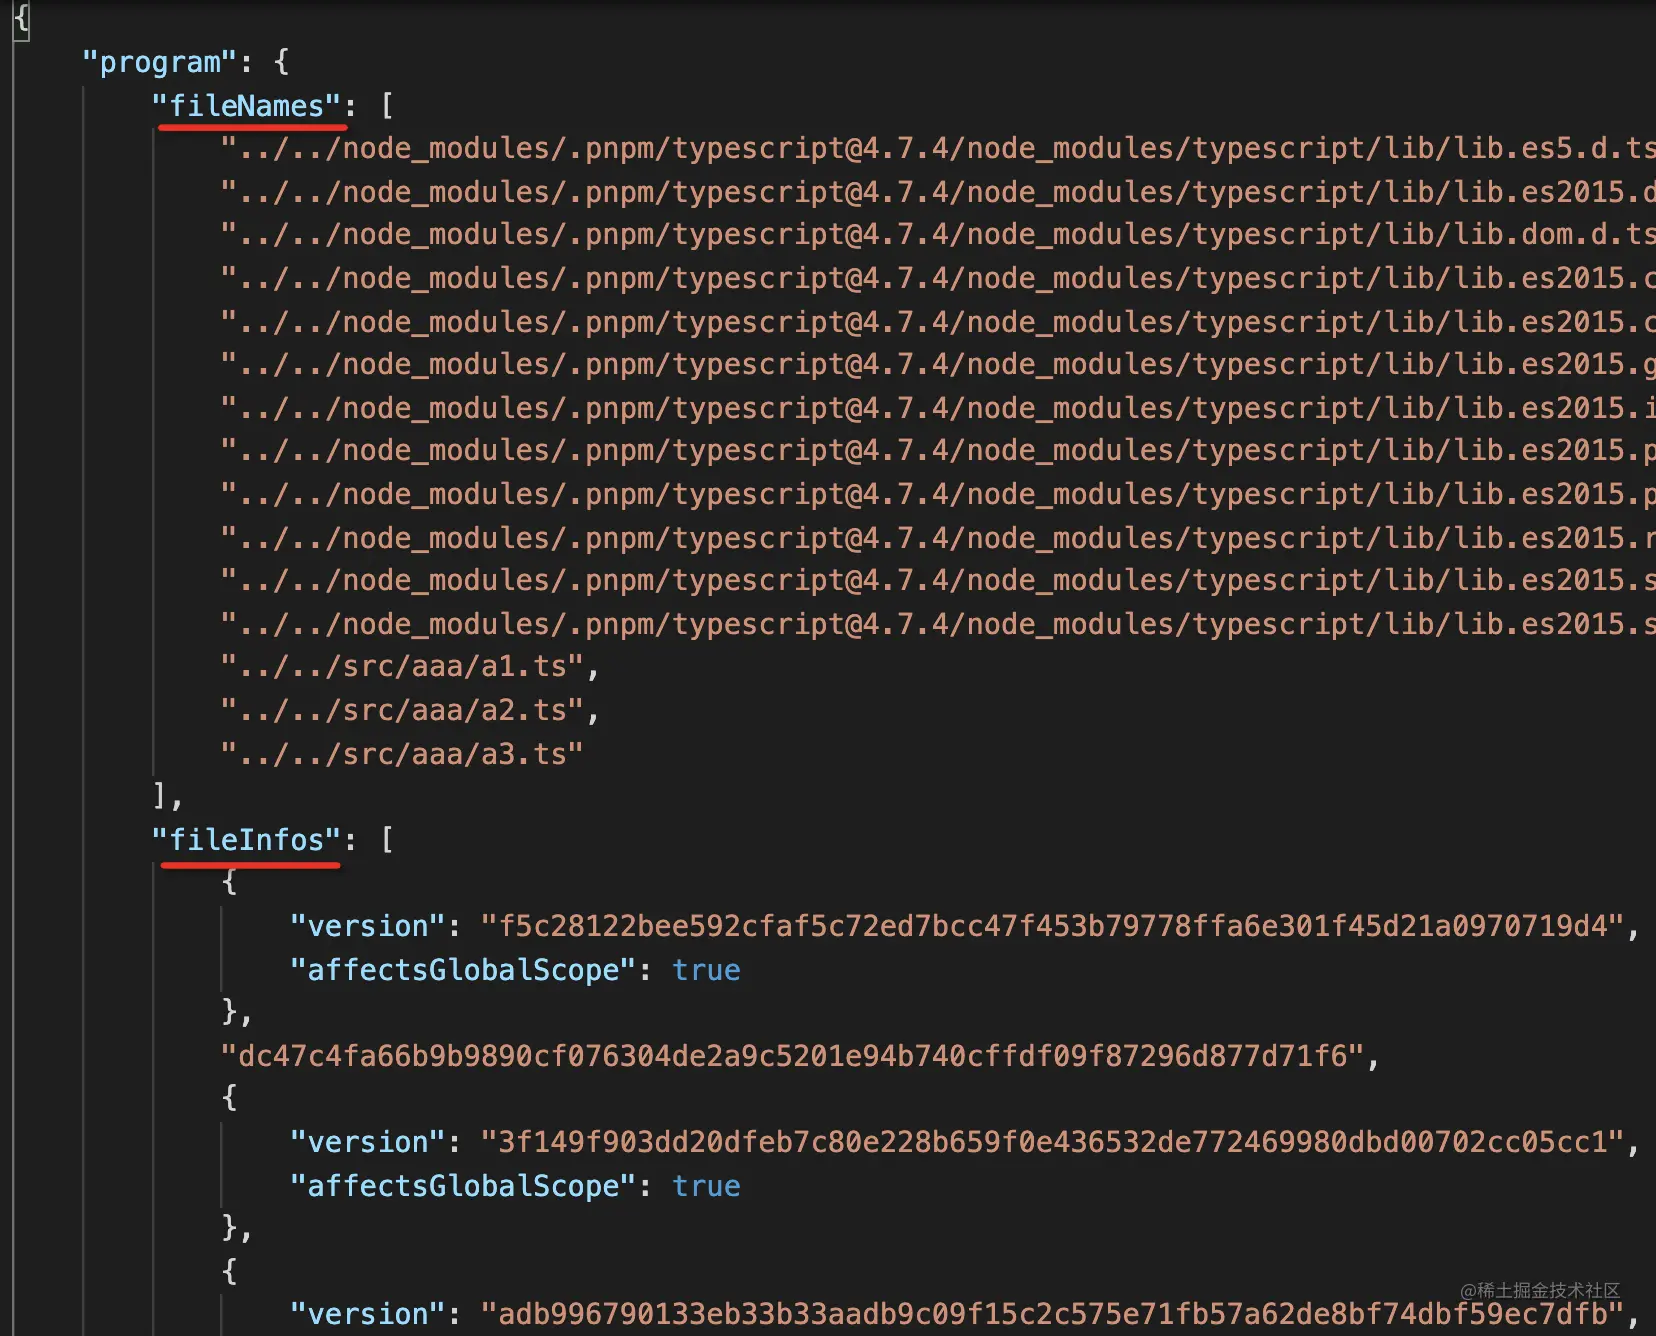 {
"program": {
"fileNames": [
"../../node_modules/.pnpm/typescript@4.7.4/node_modules/typescript/lib/lib.es5.d.ts
"../../node_modules/.pnpm/typescript@4.7.4/node_modules/typescript/lib/lib.es2015.d
"../../node_modules/.pnpm/typescript@4.7.4/node_modules/typescript/lib/lib.dom.d.ts
"../../node_modules/.pnpm/typescript@4.7.4/node_modules/typescript/lib/lib.es2015.c
"../../node_modules/.pnpm/typescript@4.7.4/node_modules/typescript/lib/lib.es2015.c
"../../node_modules/.pnpm/typescript@4.7.4/node_modules/typescript/lib/lib.es2015.g
"../../node_modules/.pnpm/typescript@4.7.4/node_modules/typescript/lib/lib.es2015.i
"../../node_modules/.pnpm/typescript@4.7.4/node_modules/typescript/lib/lib.es2015.p
"../../node_modules/.pnpm/typescript@4.7.4/node_modules/typescript/lib/lib.es2015.p
"../../node_modules/.pnpm/typescript@4.7.4/node_modules/typescript/lib/lib.es2015.r
"../../node_modules/.pnpm/typescript@4.7.4/node_modules/typescript/lib/lib.es2015.s
"../../node_modules/.pnpm/typescript@4.7.4/node_modules/typescript/lib/lib.es2015.s
"../../src/aaa/a1.ts",
"../../src/aaa/a2.ts",
"../../src/aaa/a3.ts"
],
"fileInfos": [
{
"version": "f5c28122bee592cfaf5c72ed7bcc47f453b79778ffa6e301f45d21a0970719d4",
"affectsGlobalScope": true
},
"dc47c4fa66b9b9890cf076304de2a9c5201e94b740cffdf09f87296d877d71f6",
{
"version": "3f149f903dd20dfeb7c80e228b659f0e436532de772469980dbd00702cc05cc1",
"affectsGlobalScope": true
},
{
"version": "adb996790133eb33b33aadb9c09f15c2c575e71fb57a62de8bf74dbf59ec7dfb",
@稀土掘金技术社区